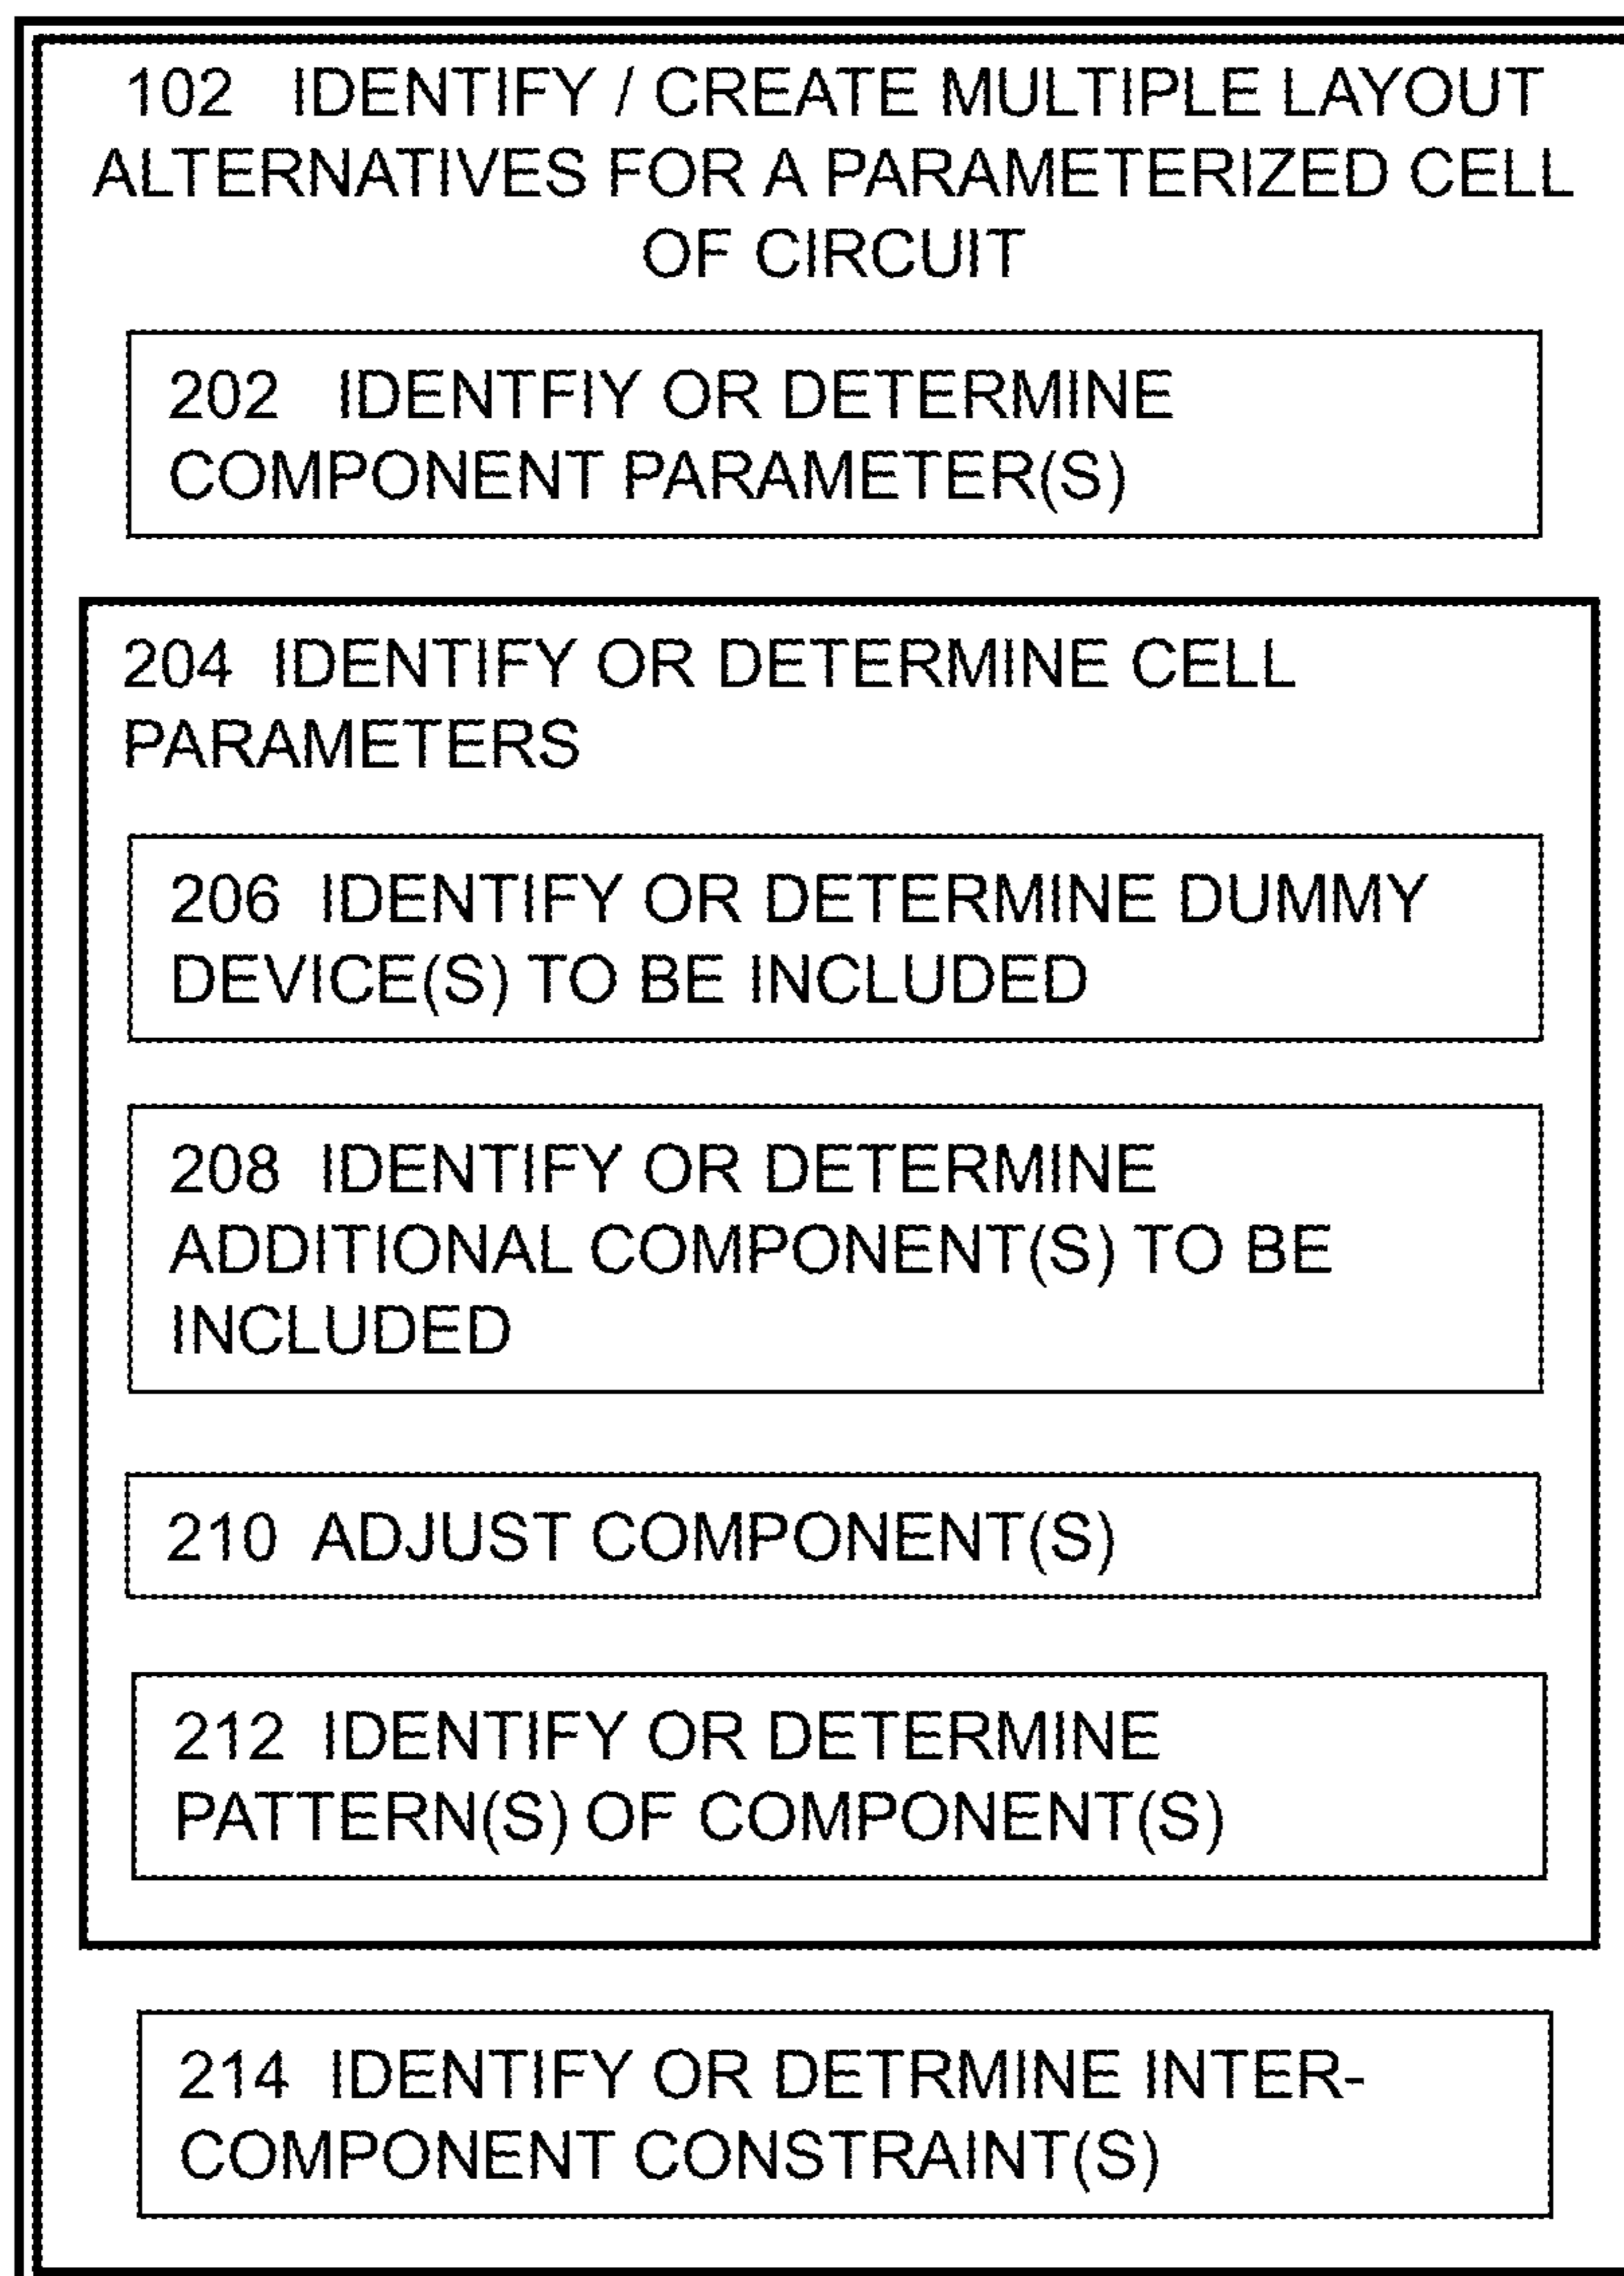 102 IDENTIFY / CREATE MULTIPLE LAYOUT
ALTERNATIVES FOR A PARAMETERIZED CELL
OF CIRCUIT
202 IDENTFIY OR DETERMINE
COMPONENT PARAMETER(S)
204 IDENTIFY OR DETERMINE CELL
PARAMETERS
206 IDENTIFY OR DETERMINE DUMMY
DEVICE(S) TO BE INCLUDED
208 IDENTIFY OR DETERMINE
ADDITIONAL COMPONENT(S) TO BE
INCLUDED
210 ADJUST COMPONENT(S)
212 IDENTIFY OR DETERMINE
PATTERN(S) OF COMPONENT(S)
214 IDENTIFY OR DETRMINE INTER-
COMPONENT CONSTRAINT(S)